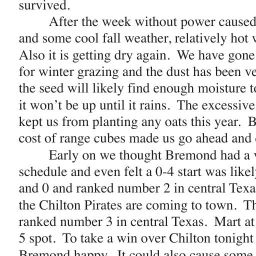 survived.
After the week without power caused
and some cool fall weather, relatively hot
Also it is getting dry again.  We have gone
for winter grazing and the dust has been
the seed will likely find enough moisture
it won't be up until it rains.  The excessive
kept us from planting any oats this year.
cost of range cubes made us go ahead and
Early on we thought Bremond had a
schedule and even felt a 0-4 start was
and 0 and ranked number 2 in central
the Chilton Pirates are coming to town.
ranked number 3 in central Texas.  Mart at
5 spot.  To take a win over Chilton tonight
Bremond happy.  It could also cause some